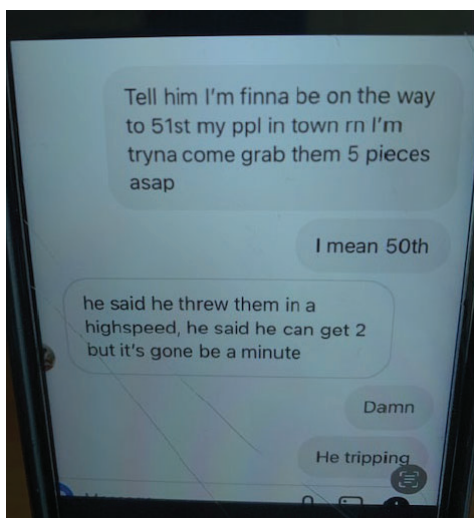 Tell him I'm finna be on the way
to 51st my ppl in town rn I'm
tryna come grab them 5 pieces
asap
I mean 50th
he said he threw them in a
highspeed, he said he can get 2
but it's gone be a minute
Damn
He tripping